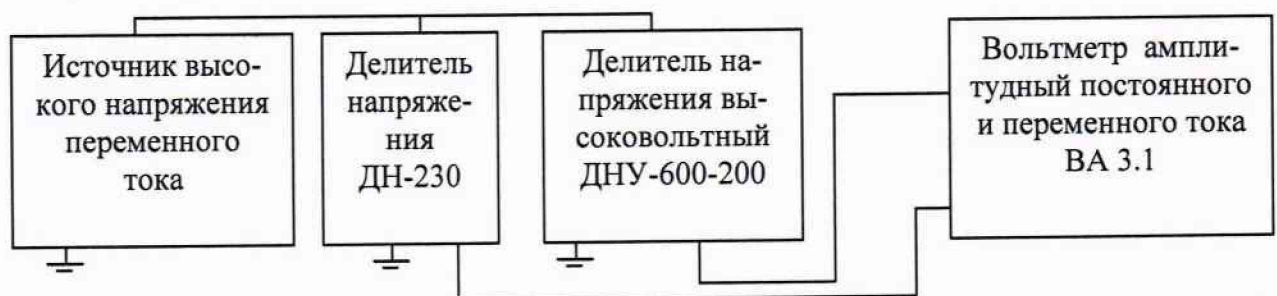 Источник высо-
кого напряжения
переменного
тока
Делитель
напряже-
ния
ДН-230
Делитель на-
пряжения вы-
соковольтный
ДНУ-600-200
Вольтметр ампли-
тудный постоянного
и переменного тока
ВА 3.1